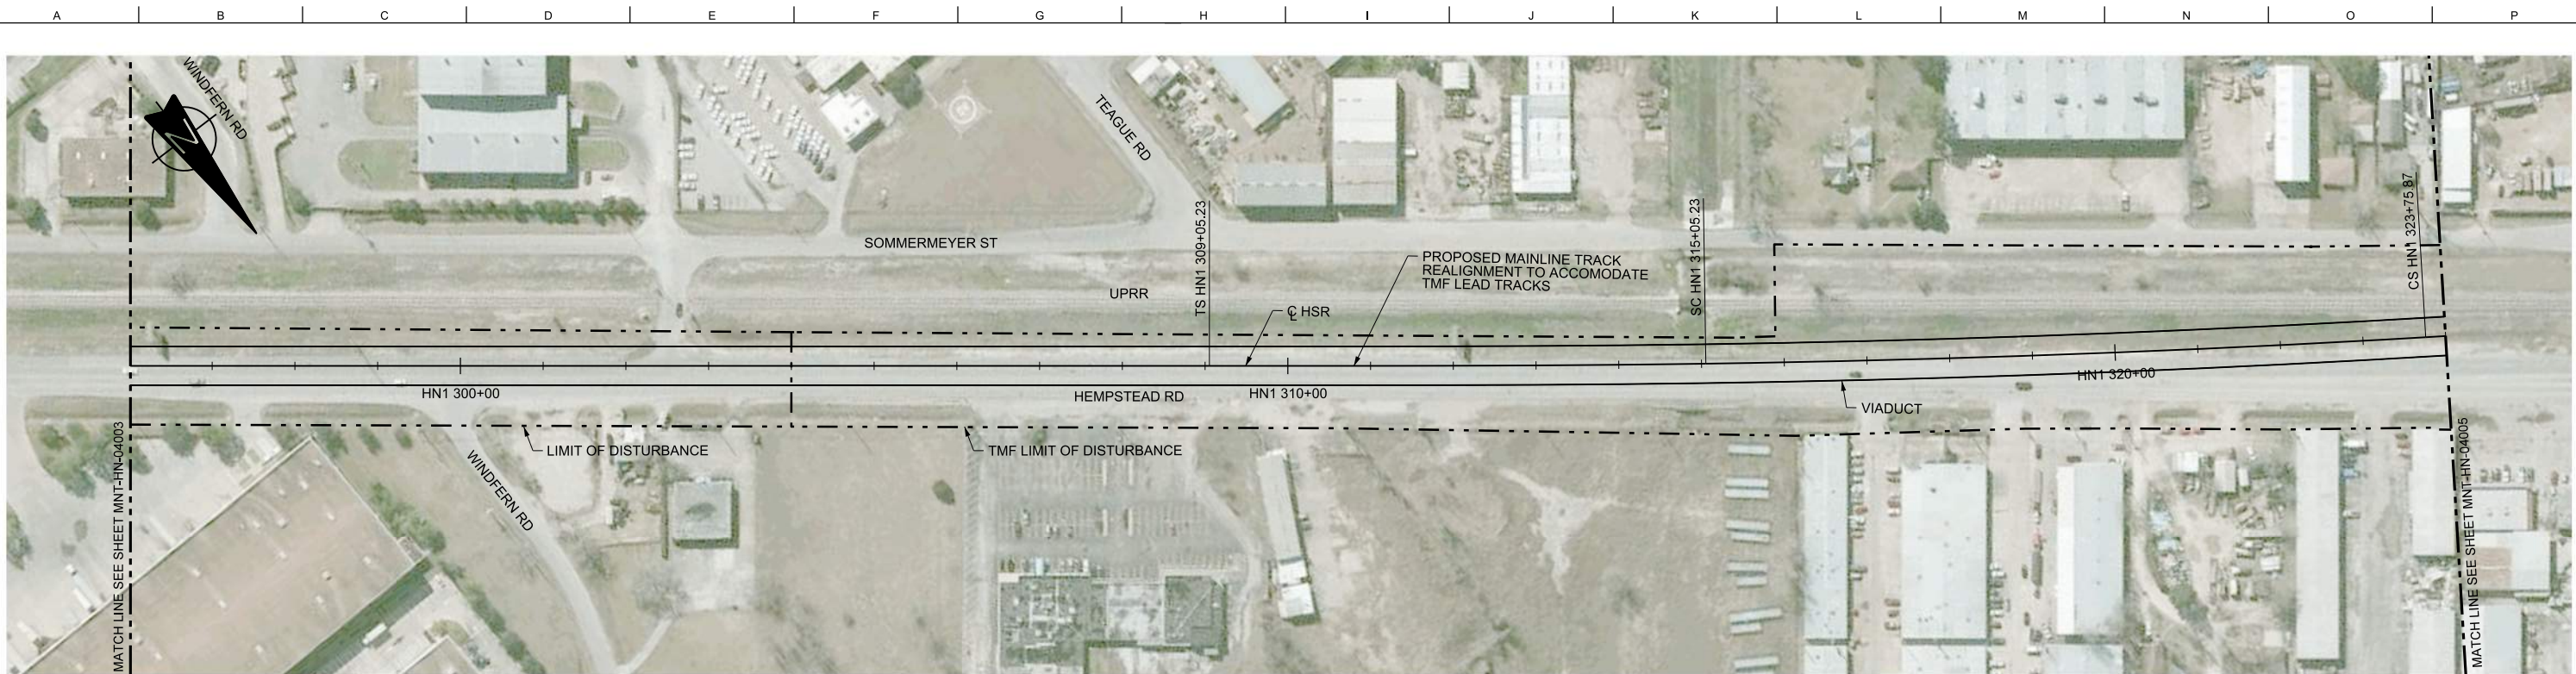 A B C D E F G H I J K L M N O P
WINDFERN RD
N
TEAGUE RD
SOMMERMEYER ST
UPRR
TS HN1 309+05.23
SC HN1 315+05.23
CS HN1 323+75.87
PROPOSED MAINLINE TRACK
REALIGNMENT TO ACCOMODATE
TMF LEAD TRACKS
CL HSR
HN1 300+00
HEMPSTEAD RD
HN1 310+00
HN1 320+00
VIADUCT
LIMIT OF DISTURBANCE
TMF LIMIT OF DISTURBANCE
WINDFERN RD
MATCH LINE SEE SHEET MNT-HN-04003
MATCH LINE SEE SHEET MNT-HN-04005